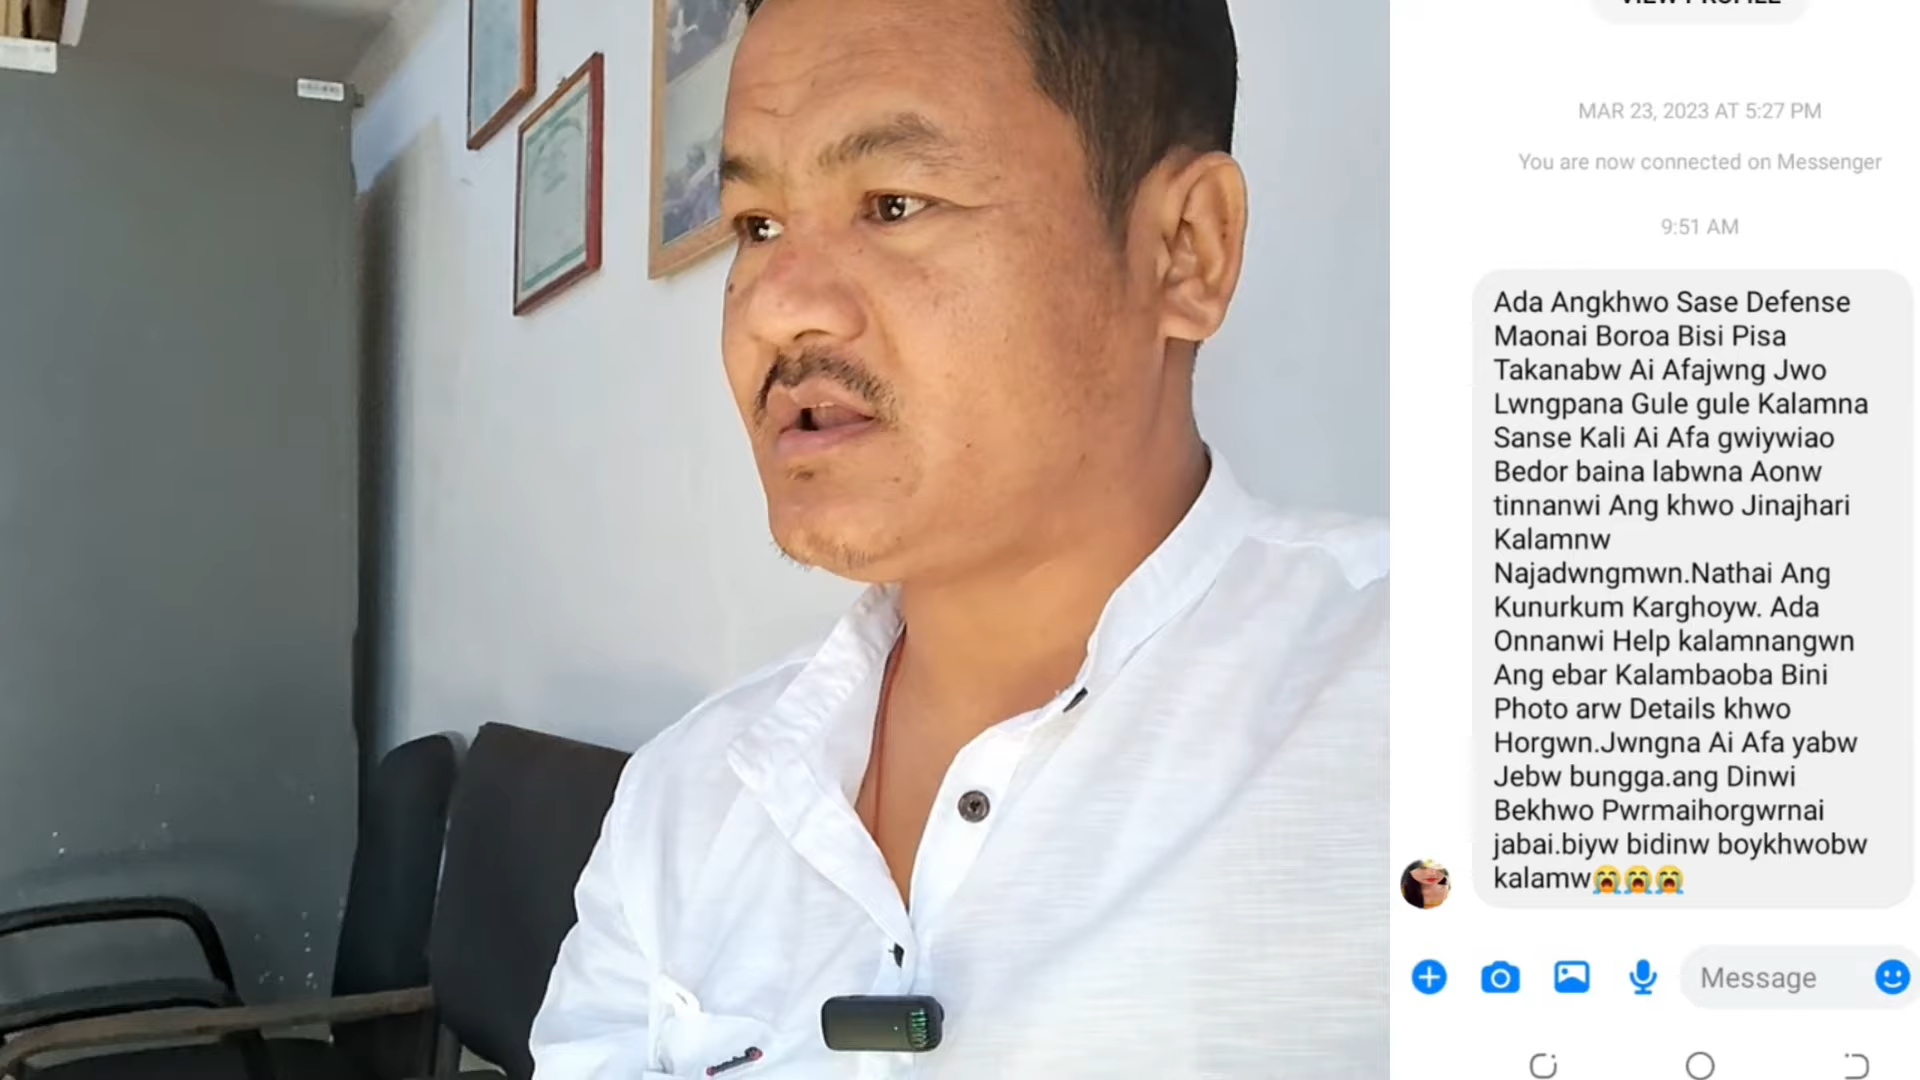 VIEW PROFILE
MAR 23, 2023 AT 5:27 PM
You are now connected on Messenger
9:51 AM
Ada Angkhwo Sase Defense
Maonai Boroa Bisi Pisa
Takanabw Ai Afajwng Jwo
Lwngpana Gule gule Kalamna
Sanse Kali Ai Afa gwiywiao
Bedor baina labwna Aonw
tinnanwi Ang khwo Jinajhari
Kalamnw
Najadwngmwn.Nathai Ang
Kunurkum Karghoyw. Ada
Onnanwi Help kalamnangwn
Ang ebar Kalambaoba Bini
Photo arw Details khwo
Horgwn.Jwngna Ai Afa yabw
Jebw bungga.ang Dinwi
Bekhwo Pwrmaihorgwrnai
jabai.biyw bidinw boykhwobw
kalamw😭😭😭
Message